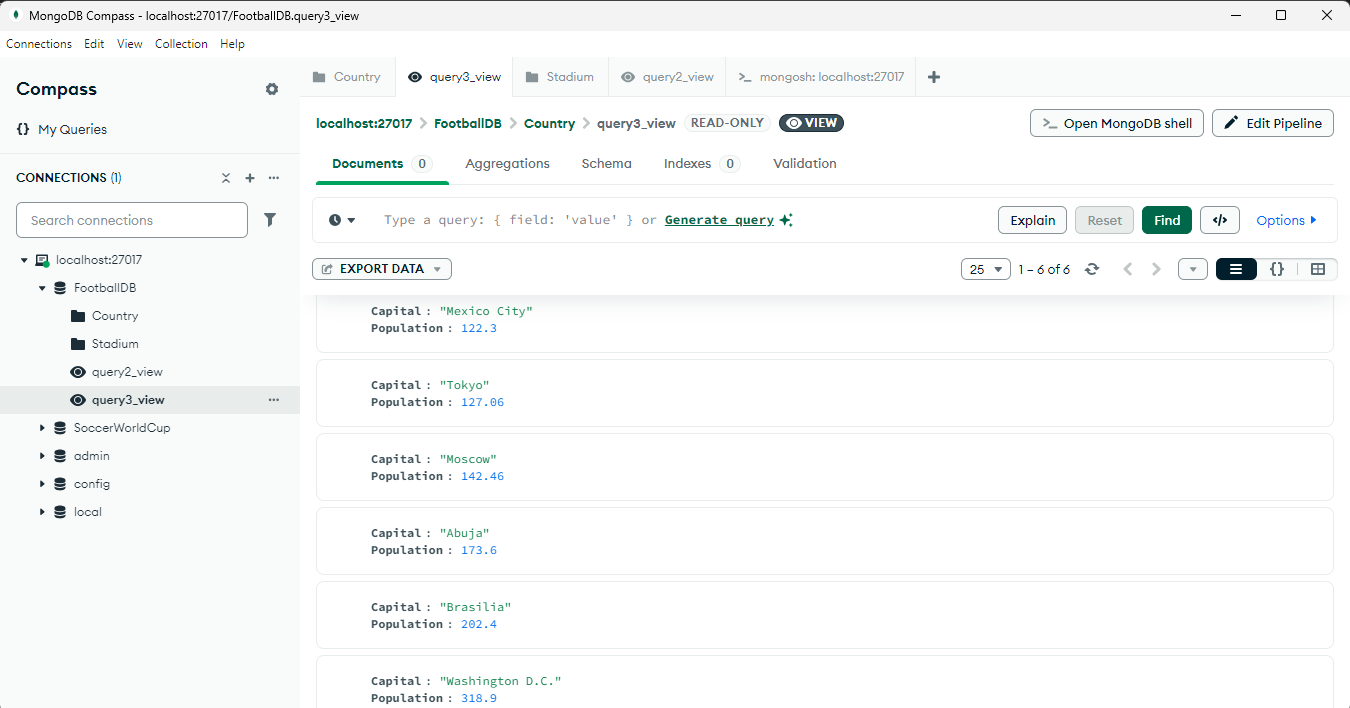 MongoDB Compass - localhost:27017/FootballDB.query3_view
Connections Edit View Collection Help
Compass
{} My Queries
CONNECTIONS (1)
Search connections
localhost:27017
FootballDB
Country
Stadium
query2_view
query3_view
SoccerWorldCup
admin
config
local
Country query3_view Stadium query2_view >_ mongosh: localhost:27017 +
localhost:27017 > FootballDB > Country > query3_view READ-ONLY VIEW
>_ Open MongoDB shell Edit Pipeline
Documents 0 Aggregations Schema Indexes 0 Validation
Type a query: { field: 'value' } or Generate query
Explain Reset Find </> Options
EXPORT DATA 25 1 – 6 of 6 {}
Capital : "Mexico City"
Population : 122.3
Capital : "Tokyo"
Population : 127.06
Capital : "Moscow"
Population : 142.46
Capital : "Abuja"
Population : 173.6
Capital : "Brasilia"
Population : 202.4
Capital : "Washington D.C."
Population : 318.9